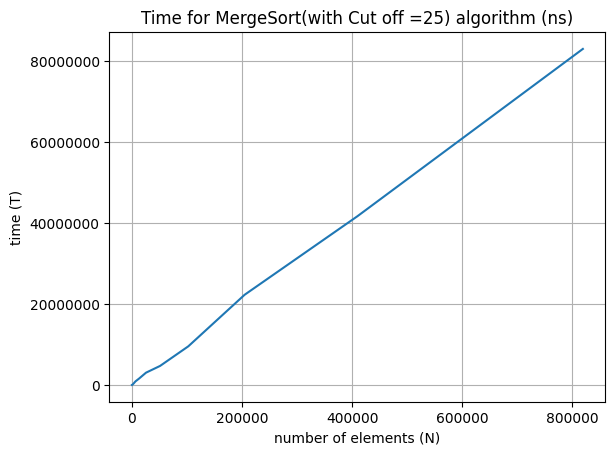 Time for MergeSort(with Cut off =25) algorithm (ns)
80000000
60000000
40000000
20000000
0
time (T)
0 200000 400000 600000 800000
number of elements (N)